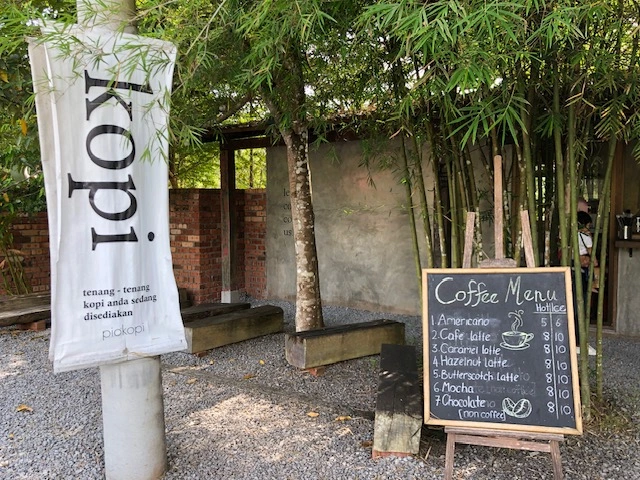 kopi
tenang - tenang
kopi anda sedang
disediakan
piakopi
Coffee Menu
Hot Ice
1. Americano 5 6
2. Cafe latte 8 10
3. Caramel latte 8 10
4. Hazelnut latte 8 10
5. Butterscotch latte 8 10
6. Mocha 8 10
7 Chocolate 8 10
[non coffee]